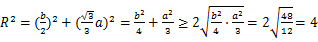 R² = (b/2)² + (√3/3 a)² = b²/4 + a²/3 ≥ 2√(b²/4 · a²/3) = 2√(48/12) = 4